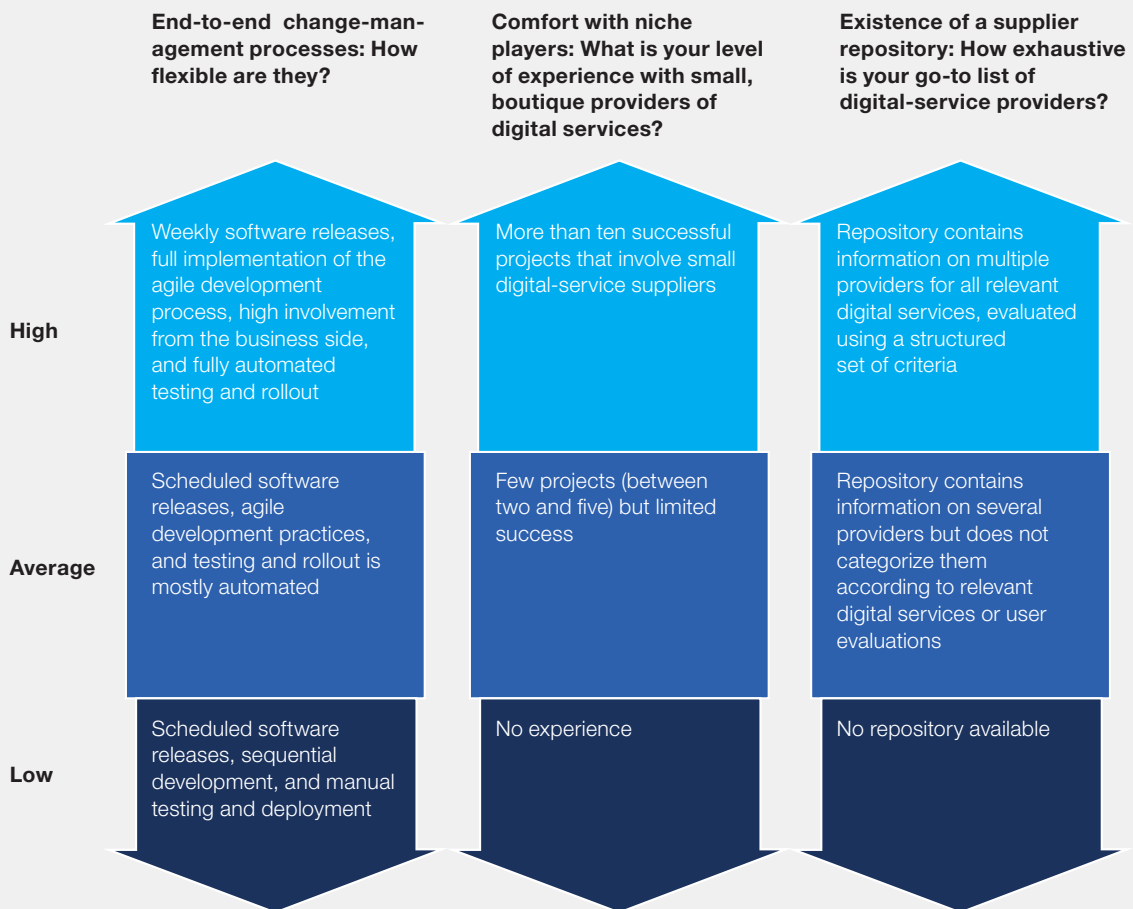 End-to-end change-man-
agement processes: How
flexible are they?
Comfort with niche
players: What is your level
of experience with small,
boutique providers of
digital services?
Existence of a supplier
repository: How exhaustive
is your go-to list of
digital-service providers?
High
Weekly software releases,
full implementation of the
agile development
process, high involvement
from the business side,
and fully automated
testing and rollout
More than ten successful
projects that involve small
digital-service suppliers
Repository contains
information on multiple
providers for all relevant
digital services, evaluated
using a structured
set of criteria
Average
Scheduled software
releases, agile
development practices,
and testing and rollout is
mostly automated
Few projects (between
two and five) but limited
success
Repository contains
information on several
providers but does not
categorize them
according to relevant
digital services or user
evaluations
Low
Scheduled software
releases, sequential
development, and manual
testing and deployment
No experience
No repository available